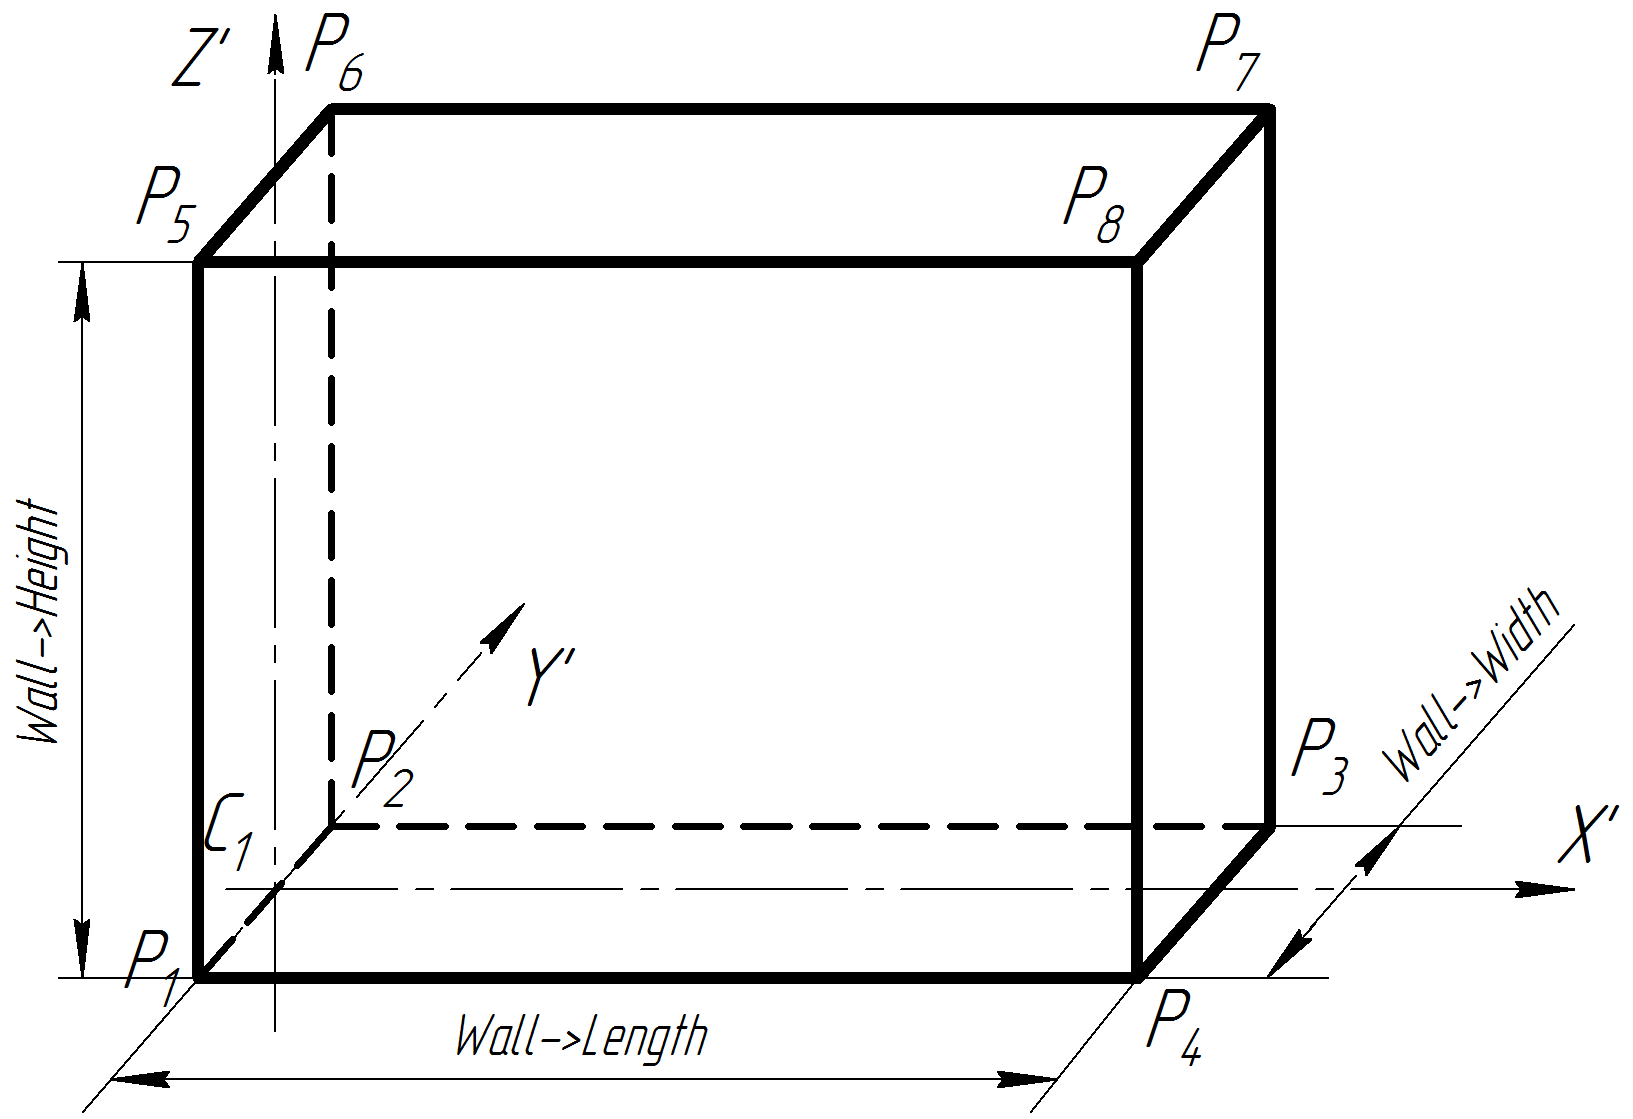 Z'
P6
P7
P5
P8
Wall->Height
Y'
Wall->Width
P2
P3
C1
X'
P1
Wall->Length
P4